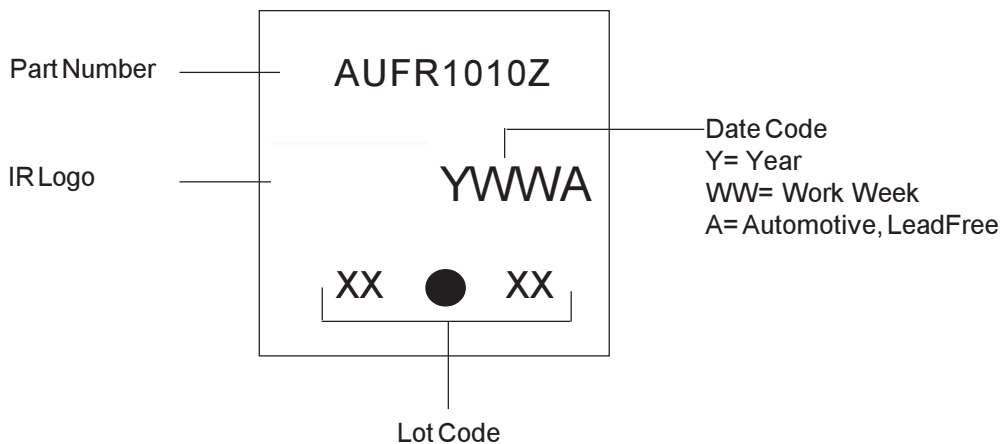 Part Number
AUFR1010Z
Date Code
Y= Year
WW= Work Week
A= Automotive, LeadFree
IR Logo
YWWA
XX XX
Lot Code